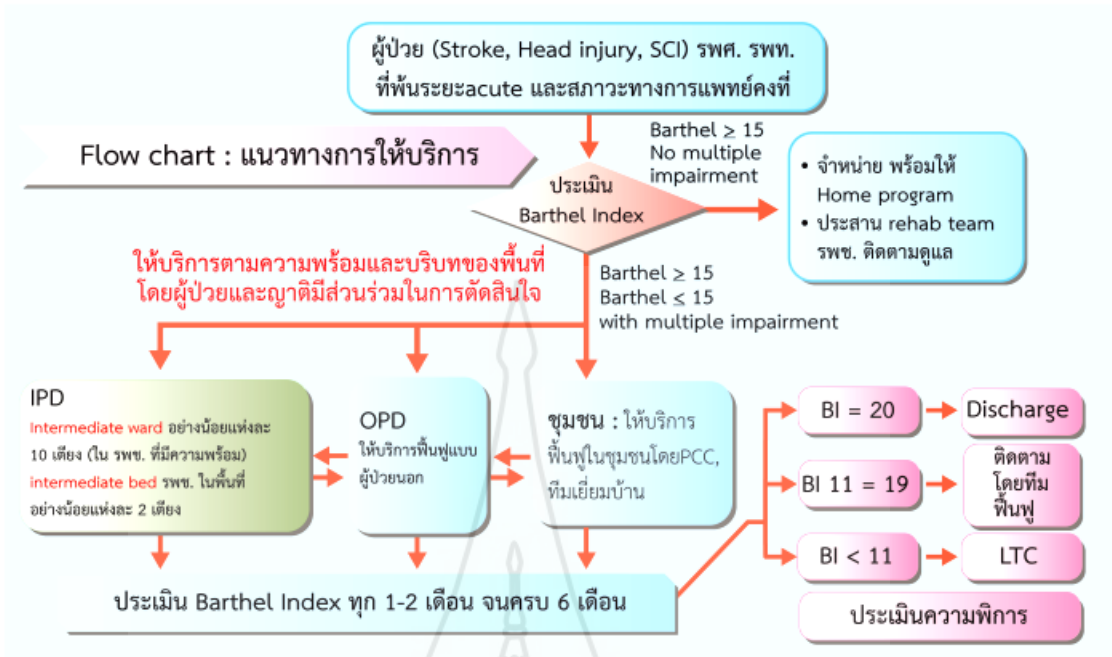 ผู้ป่วย (Stroke, Head injury, SCI) รพศ. รพท.
ที่พ้นระยะacute และสภาวะทางการแพทย์คงที่
Flow chart : แนวทางการให้บริการ
Barthel ≥ 15
No multiple
impairment
ประเมิน
Barthel Index
• จำหน่าย พร้อมให้
Home program
• ประสาน rehab team
รพช. ติดตามดูแล
ให้บริการตามความพร้อมและบริบทของพื้นที่
โดยผู้ป่วยและญาติมีส่วนร่วมในการตัดสินใจ
Barthel ≥ 15
Barthel ≤ 15
with multiple impairment
IPD
Intermediate ward อย่างน้อยแห่งละ
10 เตียง (ใน รพช. ที่มีความพร้อม)
intermediate bed รพช. ในพื้นที่
อย่างน้อยแห่งละ 2 เตียง
OPD
ให้บริการฟื้นฟูแบบ
ผู้ป่วยนอก
ชุมชน : ให้บริการ
ฟื้นฟูในชุมชนโดยPCC,
ทีมเยี่ยมบ้าน
BI = 20
Discharge
BI 11 = 19
ติดตาม
โดยทีม
ฟื้นฟู
BI < 11
LTC
ประเมิน Barthel Index ทุก 1-2 เดือน จนครบ 6 เดือน
ประเมินความพิการ